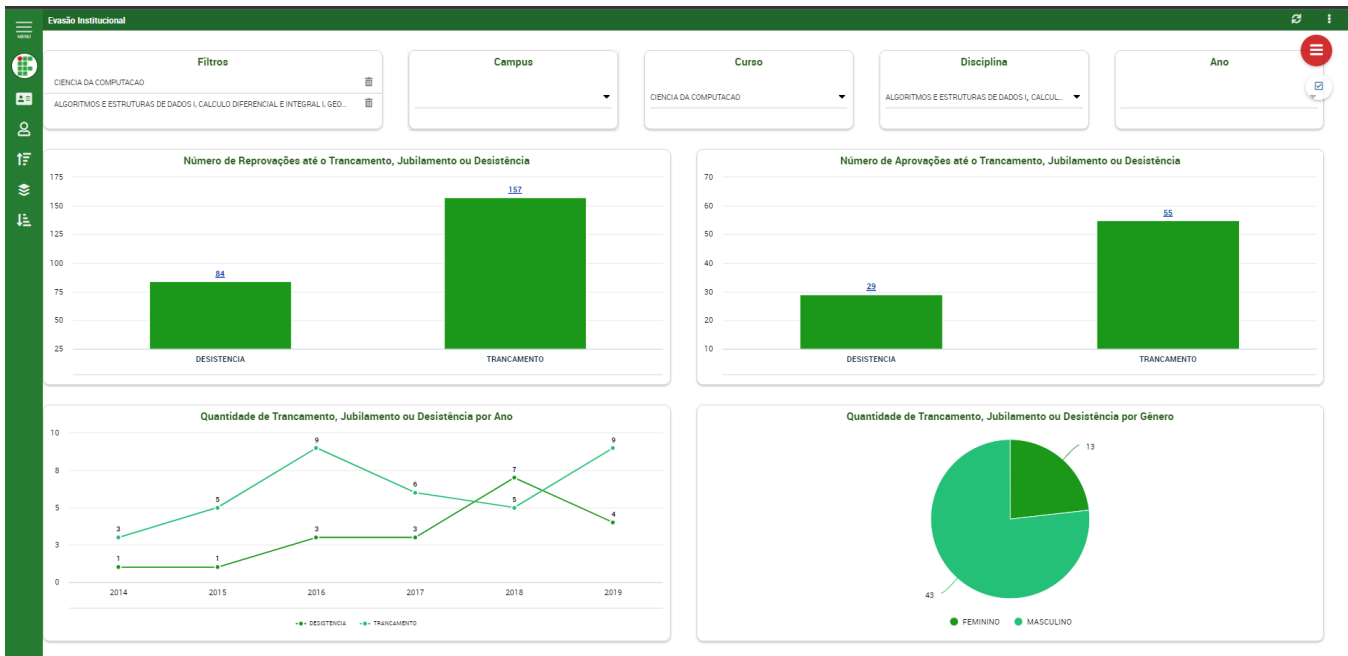 Evasão Institucional
MENU
Filtros
CIENCIA DA COMPUTACAO
ALGORITMOS E ESTRUTURAS DE DADOS I, CALCULO DIFERENCIAL E INTEGRAL I, GEO...
Campus
Curso
CIENCIA DA COMPUTACAO
Disciplina
ALGORITMOS E ESTRUTURAS DE DADOS I, CALCUL...
Ano
Número de Reprovações até o Trancamento, Jubilamento ou Desistência
175
150
125
100
75
50
25
84
157
DESISTENCIA
TRANCAMENTO
Número de Aprovações até o Trancamento, Jubilamento ou Desistência
70
60
50
40
30
20
10
29
55
DESISTENCIA
TRANCAMENTO
Quantidade de Trancamento, Jubilamento ou Desistência por Ano
10
8
5
3
0
3
5
9
6
5
9
1
1
3
3
7
4
2014
2015
2016
2017
2018
2019
DESISTENCIA
TRANCAMENTO
Quantidade de Trancamento, Jubilamento ou Desistência por Gênero
13
43
FEMININO
MASCULINO